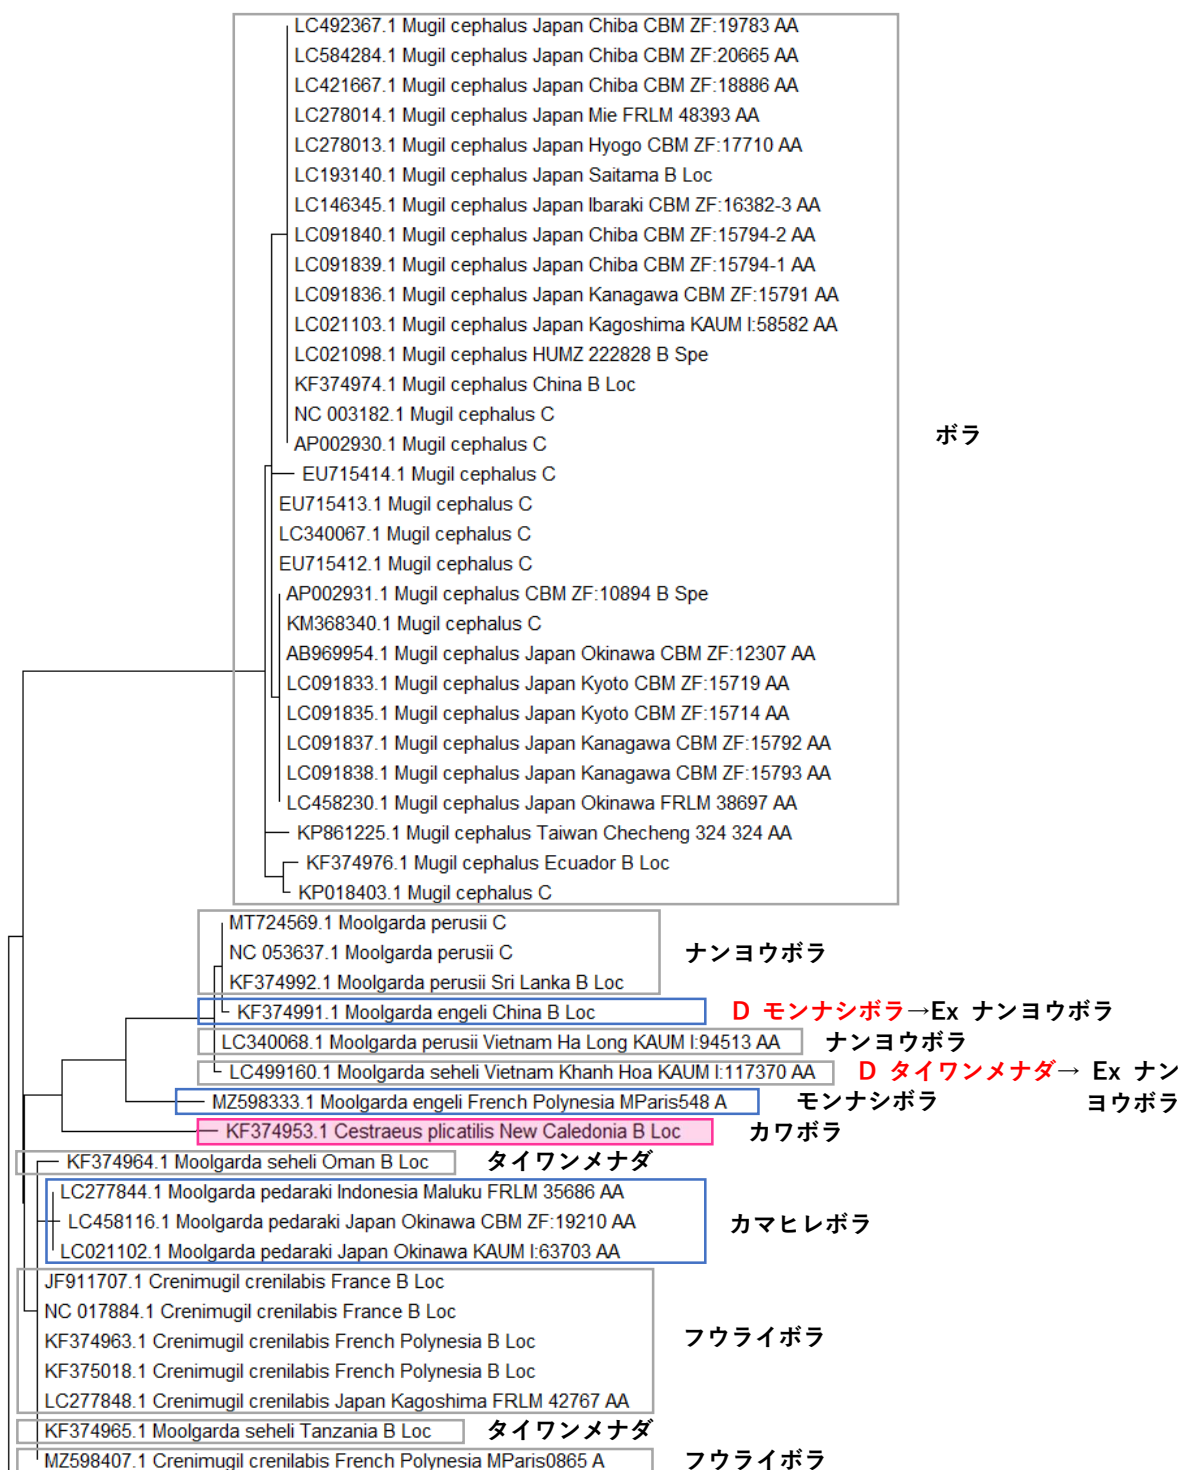 LC492367.1 Mugil cephalus Japan Chiba CBM ZF:19783 AA
LC584284.1 Mugil cephalus Japan Chiba CBM ZF:20665 AA
LC421667.1 Mugil cephalus Japan Chiba CBM ZF:18886 AA
LC278014.1 Mugil cephalus Japan Mie FRLM 48393 AA
LC278013.1 Mugil cephalus Japan Hyogo CBM ZF:17710 AA
LC193140.1 Mugil cephalus Japan Saitama B Loc
LC146345.1 Mugil cephalus Japan Ibaraki CBM ZF:16382-3 AA
LC091840.1 Mugil cephalus Japan Chiba CBM ZF:15794-2 AA
LC091839.1 Mugil cephalus Japan Chiba CBM ZF:15794-1 AA
LC091836.1 Mugil cephalus Japan Kanagawa CBM ZF:15791 AA
LC021103.1 Mugil cephalus Japan Kagoshima KAUM I:58582 AA
LC021098.1 Mugil cephalus HUMZ 222828 B Spe
KF374974.1 Mugil cephalus China B Loc
NC 003182.1 Mugil cephalus C
AP002930.1 Mugil cephalus C
ボラ
EU715414.1 Mugil cephalus C
EU715413.1 Mugil cephalus C
LC340067.1 Mugil cephalus C
EU715412.1 Mugil cephalus C
AP002931.1 Mugil cephalus CBM ZF:10894 B Spe
KM368340.1 Mugil cephalus C
AB969954.1 Mugil cephalus Japan Okinawa CBM ZF:12307 AA
LC091833.1 Mugil cephalus Japan Kyoto CBM ZF:15719 AA
LC091835.1 Mugil cephalus Japan Kyoto CBM ZF:15714 AA
LC091837.1 Mugil cephalus Japan Kanagawa CBM ZF:15792 AA
LC091838.1 Mugil cephalus Japan Kanagawa CBM ZF:15793 AA
LC458230.1 Mugil cephalus Japan Okinawa FRLM 38697 AA
KP861225.1 Mugil cephalus Taiwan Checheng 324 324 AA
KF374976.1 Mugil cephalus Ecuador B Loc
KP018403.1 Mugil cephalus C
MT724569.1 Moolgarda perusii C
NC 053637.1 Moolgarda perusii C
ナンヨウボラ
KF374992.1 Moolgarda perusii Sri Lanka B Loc
KF374991.1 Moolgarda engeli China B Loc
D モンナシボラ→Ex ナンヨウボラ
LC340068.1 Moolgarda perusii Vietnam Ha Long KAUM I:94513 AA
ナンヨウボラ
LC499160.1 Moolgarda seheli Vietnam Khanh Hoa KAUM I:117370 AA
D タイワンメナダ→ Ex ナン
ヨウボラ
MZ598333.1 Moolgarda engeli French Polynesia MParis548 A
モンナシボラ
KF374953.1 Cestraeus plicatilis New Caledonia B Loc
カワボラ
KF374964.1 Moolgarda seheli Oman B Loc
タイワンメナダ
LC277844.1 Moolgarda pedaraki Indonesia Maluku FRLM 35686 AA
LC458116.1 Moolgarda pedaraki Japan Okinawa CBM ZF:19210 AA
カマヒレボラ
LC021102.1 Moolgarda pedaraki Japan Okinawa KAUM I:63703 AA
JF911707.1 Crenimugil crenilabis France B Loc
NC 017884.1 Crenimugil crenilabis France B Loc
KF374963.1 Crenimugil crenilabis French Polynesia B Loc
フウライボラ
KF375018.1 Crenimugil crenilabis French Polynesia B Loc
LC277848.1 Crenimugil crenilabis Japan Kagoshima FRLM 42767 AA
KF374965.1 Moolgarda seheli Tanzania B Loc
タイワンメナダ
MZ598407.1 Crenimugil crenilabis French Polynesia MParis0865 A
フウライボラ